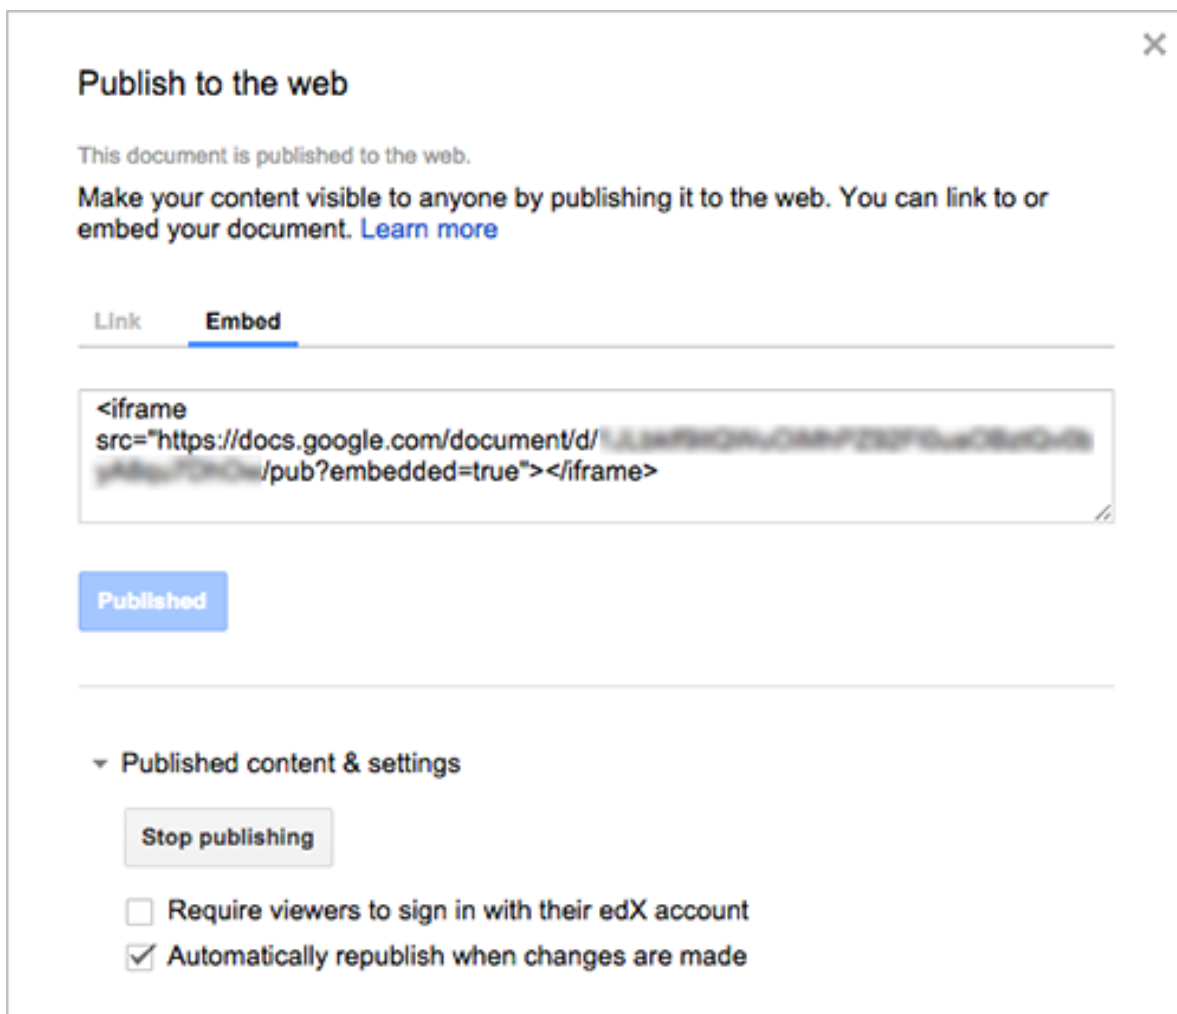 Publish to the web
This document is published to the web.
Make your content visible to anyone by publishing it to the web. You can link to or
embed your document. Learn more
Link Embed
<iframe
src="https://docs.google.com/document/d/
/pub?embedded=true"></iframe>
Published
Published content & settings
Stop publishing
Require viewers to sign in with their edX account
Automatically republish when changes are made